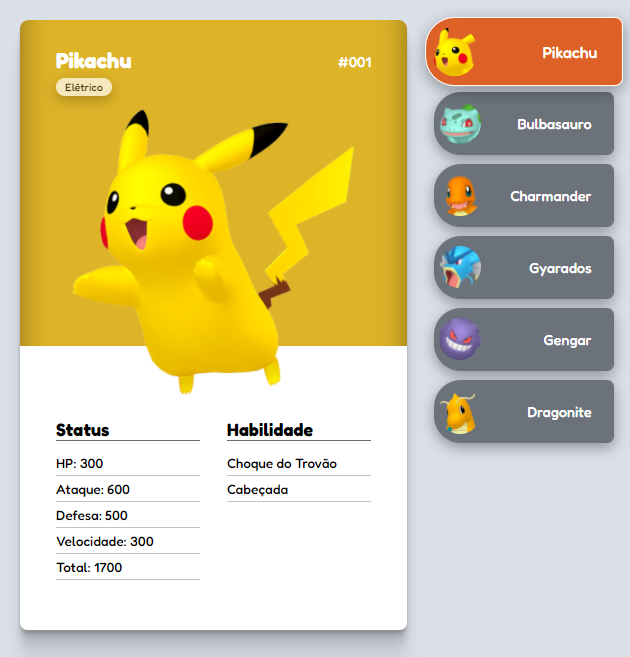 Pikachu
#001
Elétrico
Status
HP: 300
Ataque: 600
Defesa: 500
Velocidade: 300
Total: 1700
Habilidade
Choque do Trovão
Cabeçada
Pikachu
Bulbasauro
Charmander
Gyarados
Gengar
Dragonite